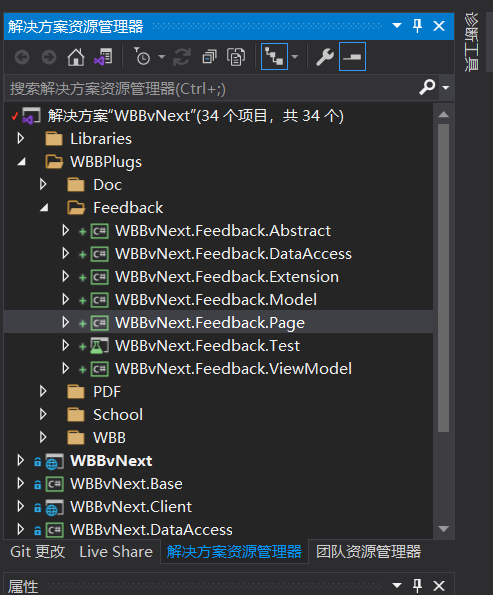 解决方案资源管理器
诊断工具
搜索解决方案资源管理器(Ctrl+;)
解决方案"WBBvNext"(34 个项目，共 34 个)
Libraries
WBBPlugs
Doc
Feedback
C# WBBvNext.Feedback.Abstract
C# WBBvNext.Feedback.DataAccess
C# WBBvNext.Feedback.Extension
C# WBBvNext.Feedback.Model
C# WBBvNext.Feedback.Page
WBBvNext.Feedback.Test
C# WBBvNext.Feedback.ViewModel
PDF
School
WBB
WBBvNext
C# WBBvNext.Base
WBBvNext.Client
C# WBBvNext.DataAccess
Git 更改 Live Share 解决方案资源管理器 团队资源管理器
属性